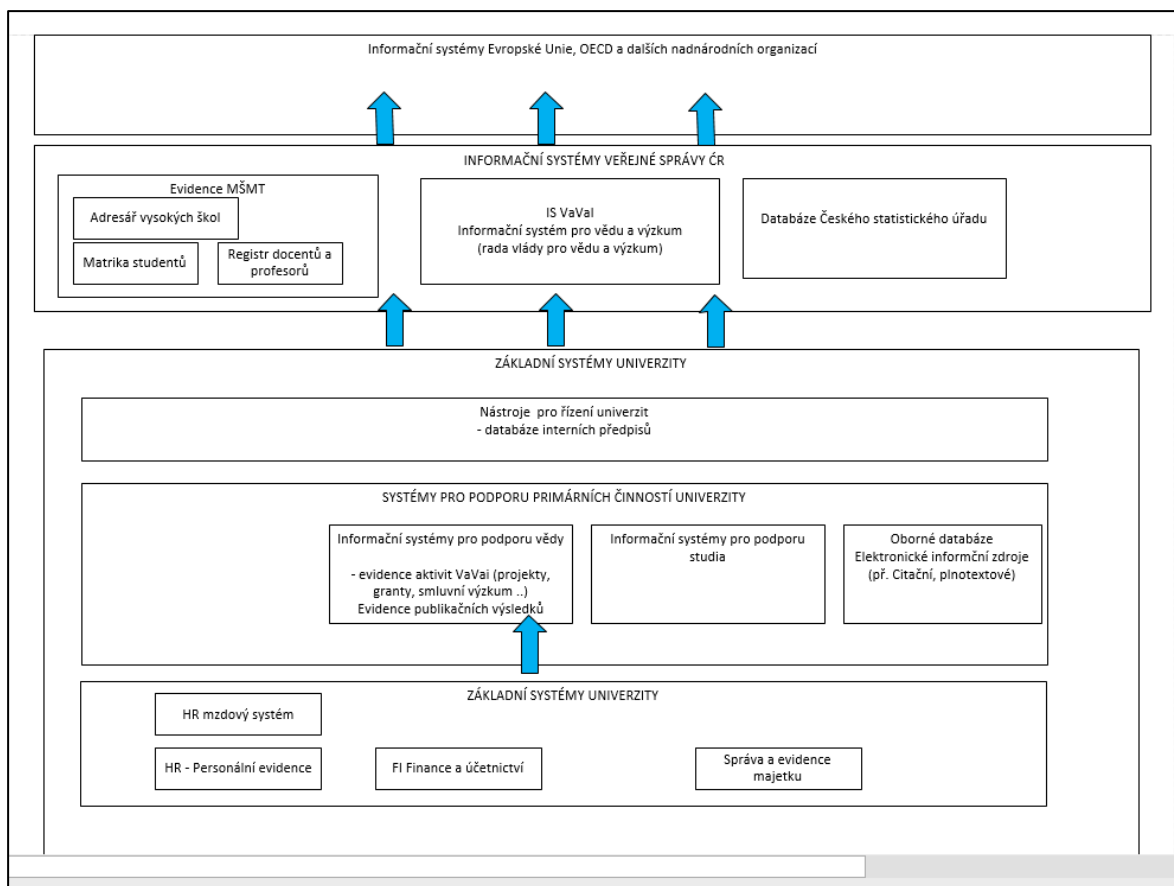 Informační systémy Evropské Unie, OECD a dalších nadnárodních organizací
INFORMAČNÍ SYSTÉMY VEŘEJNÉ SPRÁVY ĆR
Evidence MŠMT
Adresář vysokých škol
Matrika studentů
Registr docentů a
profesorů
IS VaVaI
Informační systém pro vědu a výzkum
(rada vlády pro vědu a výzkum)
Databáze Českého statistického úřadu
ZÁKLADNÍ SYSTÉMY UNIVERZITY
Nástroje pro řízení univerzit
- databáze interních předpisů
SYSTÉMY PRO PODPORU PRIMÁRNÍCH ČINNOSTÍ UNIVERZITY
Informační systémy pro podporu vědy
- evidence aktivit VaVai (projekty,
granty, smluvní výzkum ..)
Evidence publikačních výsledků
Informační systémy pro podporu
studia
Oborné databáze
Elektronické informční zdroje
(př. Citační, plnotextové)
ZÁKLADNÍ SYSTÉMY UNIVERZITY
HR mzdový systém
HR - Personální evidence
FI Finance a účetnictví
Správa a evidence
majetku